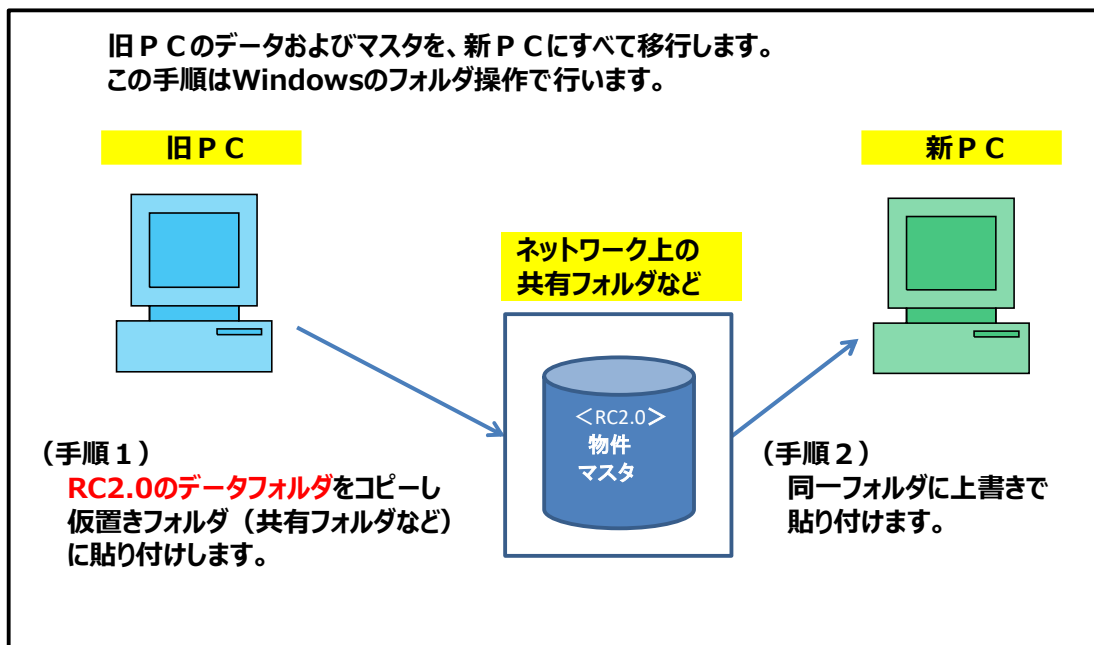 旧ＰＣのデータおよびマスタを、新ＰＣにすべて移行します。
この手順はWindowsのフォルダ操作で行います。
旧ＰＣ
新ＰＣ
ネットワーク上の
共有フォルダなど
＜RC2.0＞
物件
マスタ
（手順１）
RC2.0のデータフォルダをコピーし
仮置きフォルダ（共有フォルダなど）
に貼り付けします。
（手順２）
同一フォルダに上書きで
貼り付けます。